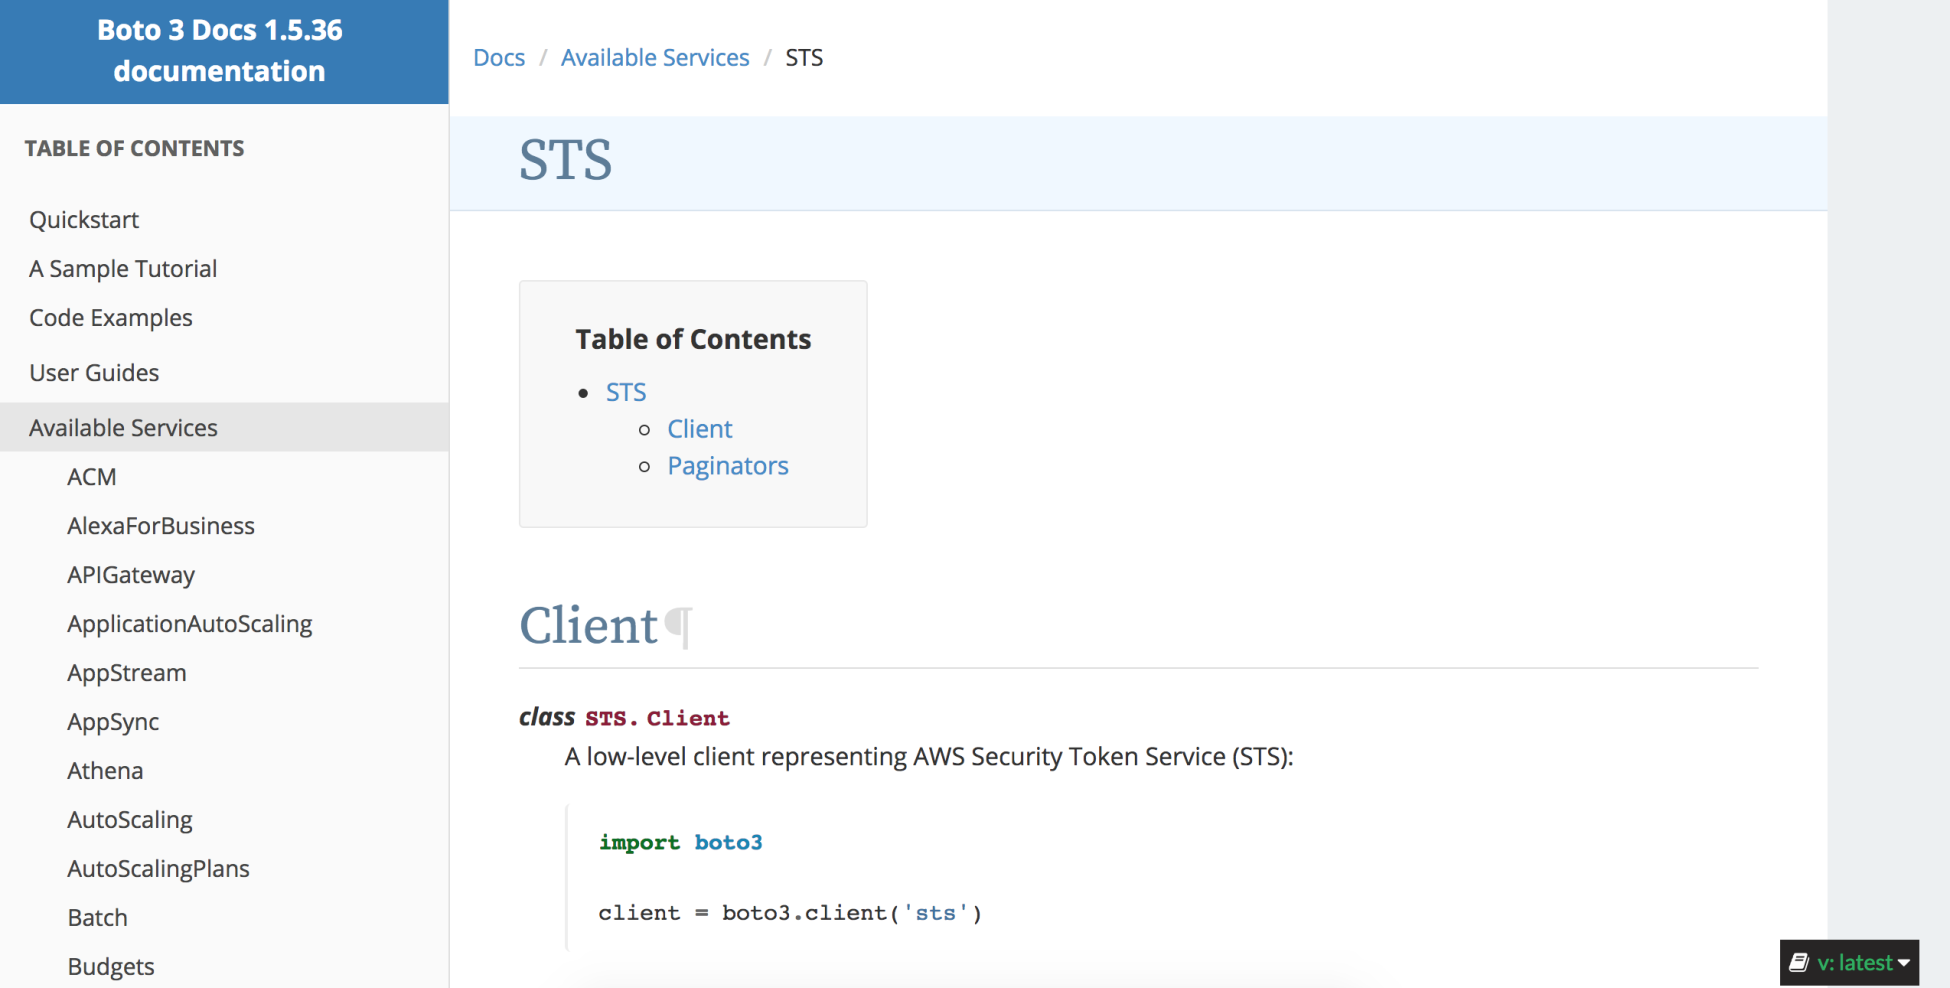 Boto 3 Docs 1.5.36
documentation
TABLE OF CONTENTS
Quickstart
A Sample Tutorial
Code Examples
User Guides
Available Services
ACM
AlexaForBusiness
APIGateway
ApplicationAutoScaling
AppStream
AppSync
Athena
AutoScaling
AutoScalingPlans
Batch
Budgets
Docs / Available Services / STS
STS
Table of Contents
• STS
○ Client
○ Paginators
Client¶
class STS.Client
A low-level client representing AWS Security Token Service (STS):
import boto3
client = boto3.client('sts')
v: latest